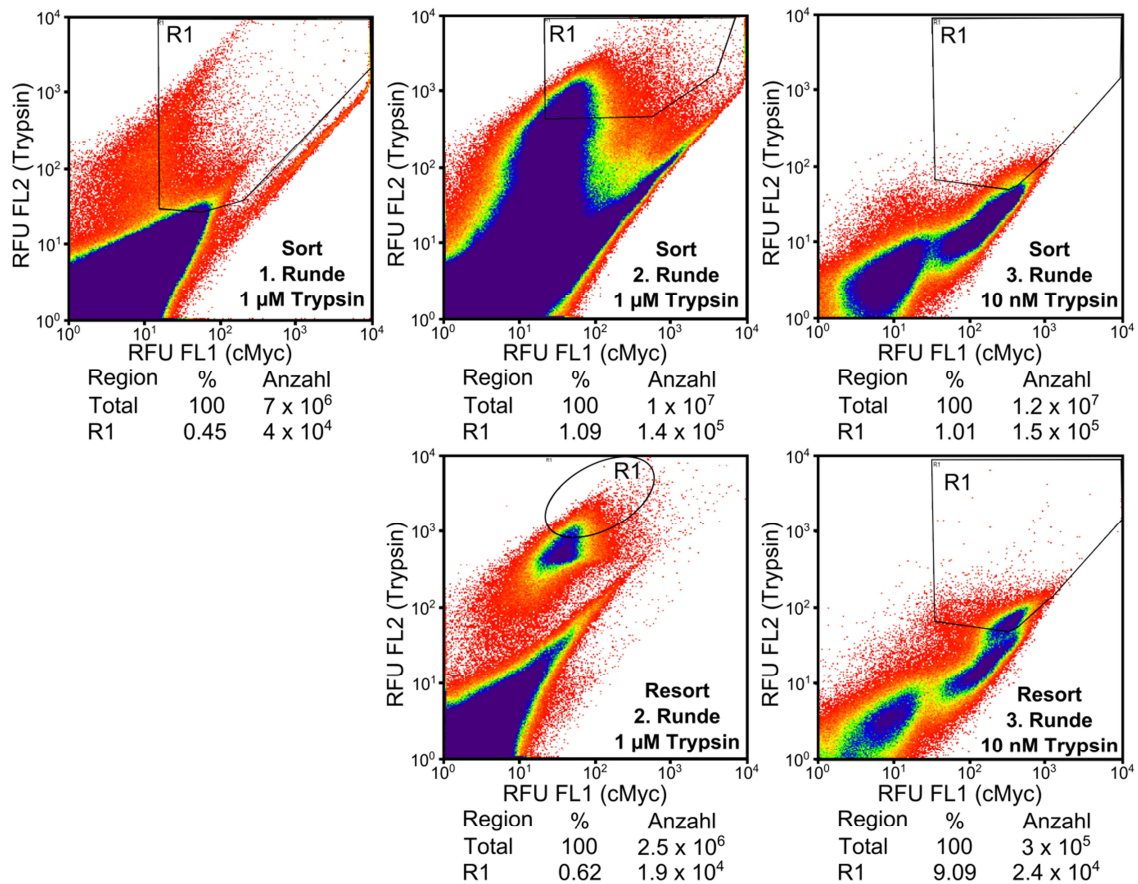 R1
RFU FL2 (Trypsin)
10⁴
10³
10²
10¹
10⁰
Sort
1. Runde
1 µM Trypsin
10⁰ 10¹ 10² 10³ 10⁴
RFU FL1 (cMyc)
Region % Anzahl
Total 100 7 x 10⁶
R1 0.45 4 x 10⁴
R1
R1
RFU FL2 (Trypsin)
10⁴
10³
10²
10¹
10⁰
Sort
2. Runde
1 µM Trypsin
10⁰ 10¹ 10² 10³ 10⁴
RFU FL1 (cMyc)
Region % Anzahl
Total 100 1 x 10⁷
R1 1.09 1.4 x 10⁵
R1
R1
RFU FL2 (Trypsin)
10⁴
10³
10²
10¹
10⁰
Sort
3. Runde
10 nM Trypsin
10⁰ 10¹ 10² 10³ 10⁴
RFU FL1 (cMyc)
Region % Anzahl
Total 100 1.2 x 10⁷
R1 1.01 1.5 x 10⁵
R1
R1
RFU FL2 (Trypsin)
10⁴
10³
10²
10¹
10⁰
Resort
2. Runde
1 µM Trypsin
10⁰ 10¹ 10² 10³ 10⁴
RFU FL1 (cMyc)
Region % Anzahl
Total 100 2.5 x 10⁶
R1 0.62 1.9 x 10⁴
R1
R1
RFU FL2 (Trypsin)
10⁴
10³
10²
10¹
10⁰
Resort
3. Runde
10 nM Trypsin
10⁰ 10¹ 10² 10³ 10⁴
RFU FL1 (cMyc)
Region % Anzahl
Total 100 3 x 10⁵
R1 9.09 2.4 x 10⁴